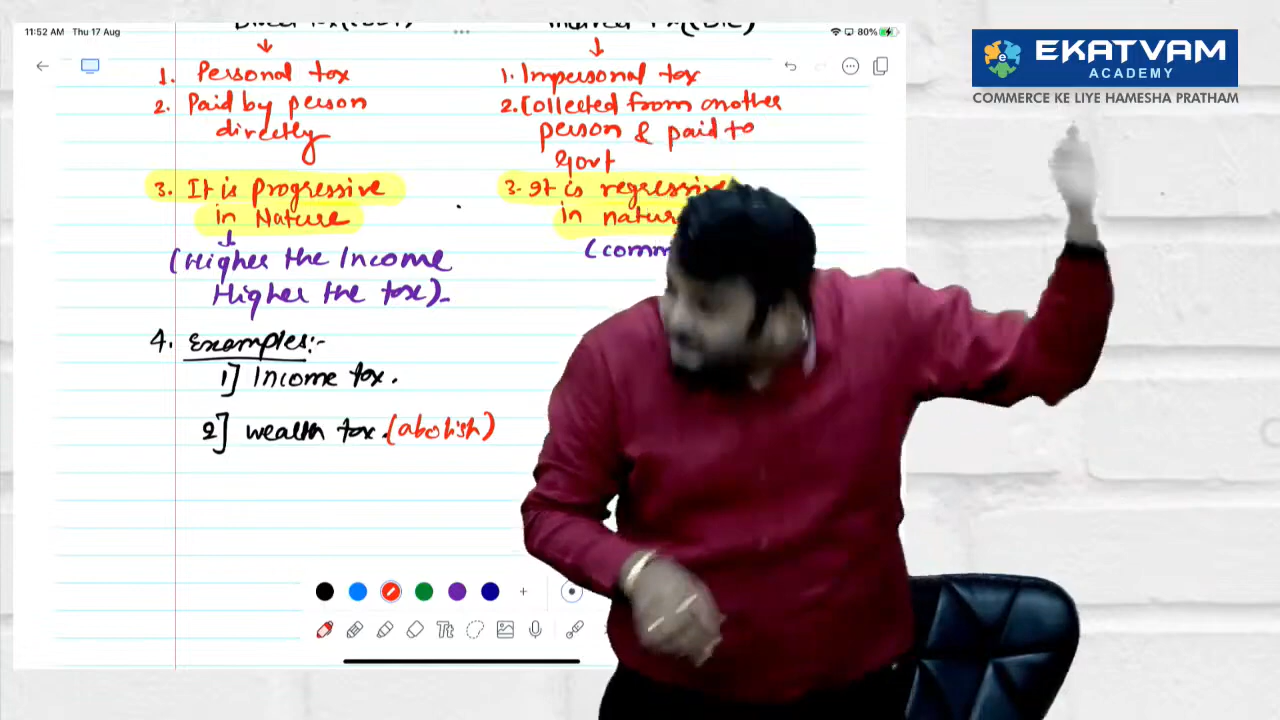 11:52 AM Thu 17 Aug
80%
EKATVAM
ACADEMY
COMMERCE KE LIYE HAMESHA PRATHAM
1. Personal tax
2. Paid by person
directly
3. It is Progressive
in Nature
(Higher the Income
Higher the tax).
4. Examples:-
1] Income tax.
2] wealth tax. (abolish)
1. Impersonal tax
2. Collected from another
person & paid to
Govt
3. It is regressive
in nature
Tt